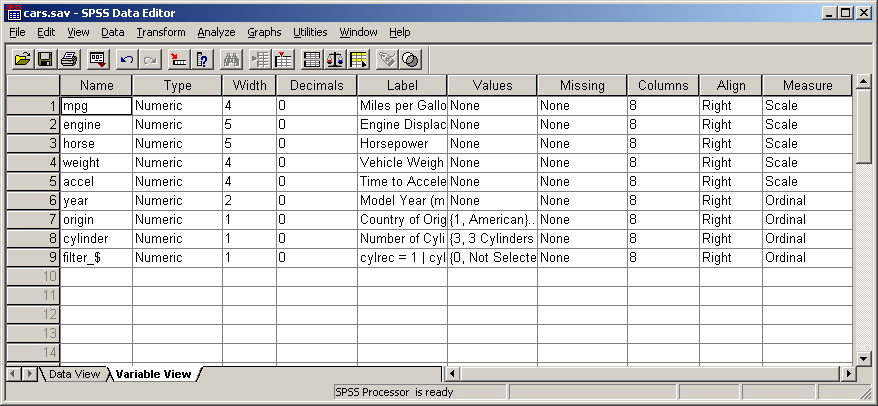 cars.sav - SPSS Data Editor
File Edit View Data Transform Analyze Graphs Utilities Window Help
Name Type Width Decimals Label Values Missing Columns Align Measure
1 mpg Numeric 4 0 Miles per Gallo None None 8 Right Scale
2 engine Numeric 5 0 Engine Displac None None 8 Right Scale
3 horse Numeric 5 0 Horsepower None None 8 Right Scale
4 weight Numeric 4 0 Vehicle Weigh None None 8 Right Scale
5 accel Numeric 4 0 Time to Accele None None 8 Right Scale
6 year Numeric 2 0 Model Year (m None None 8 Right Ordinal
7 origin Numeric 1 0 Country of Orig {1, American}.. None 8 Right Ordinal
8 cylinder Numeric 1 0 Number of Cyli {3, 3 Cylinders None 8 Right Ordinal
9 filter_$ Numeric 1 0 cylrec = 1 | cyl {0, Not Selecte None 8 Right Ordinal
10
11
12
13
14
Data View Variable View
SPSS Processor is ready